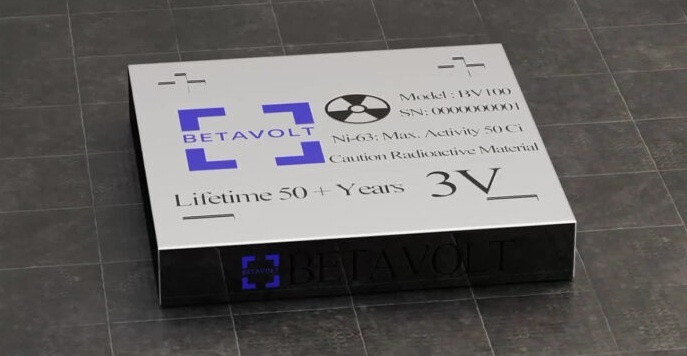 Model : BV100
SN: 0000000001
BETAVOLT
Ni-63: Max. Activity 50 Ci
Caution Radioactive Material
Lifetime 50 + Years
3V
BETAVOLT
BETAVOLT